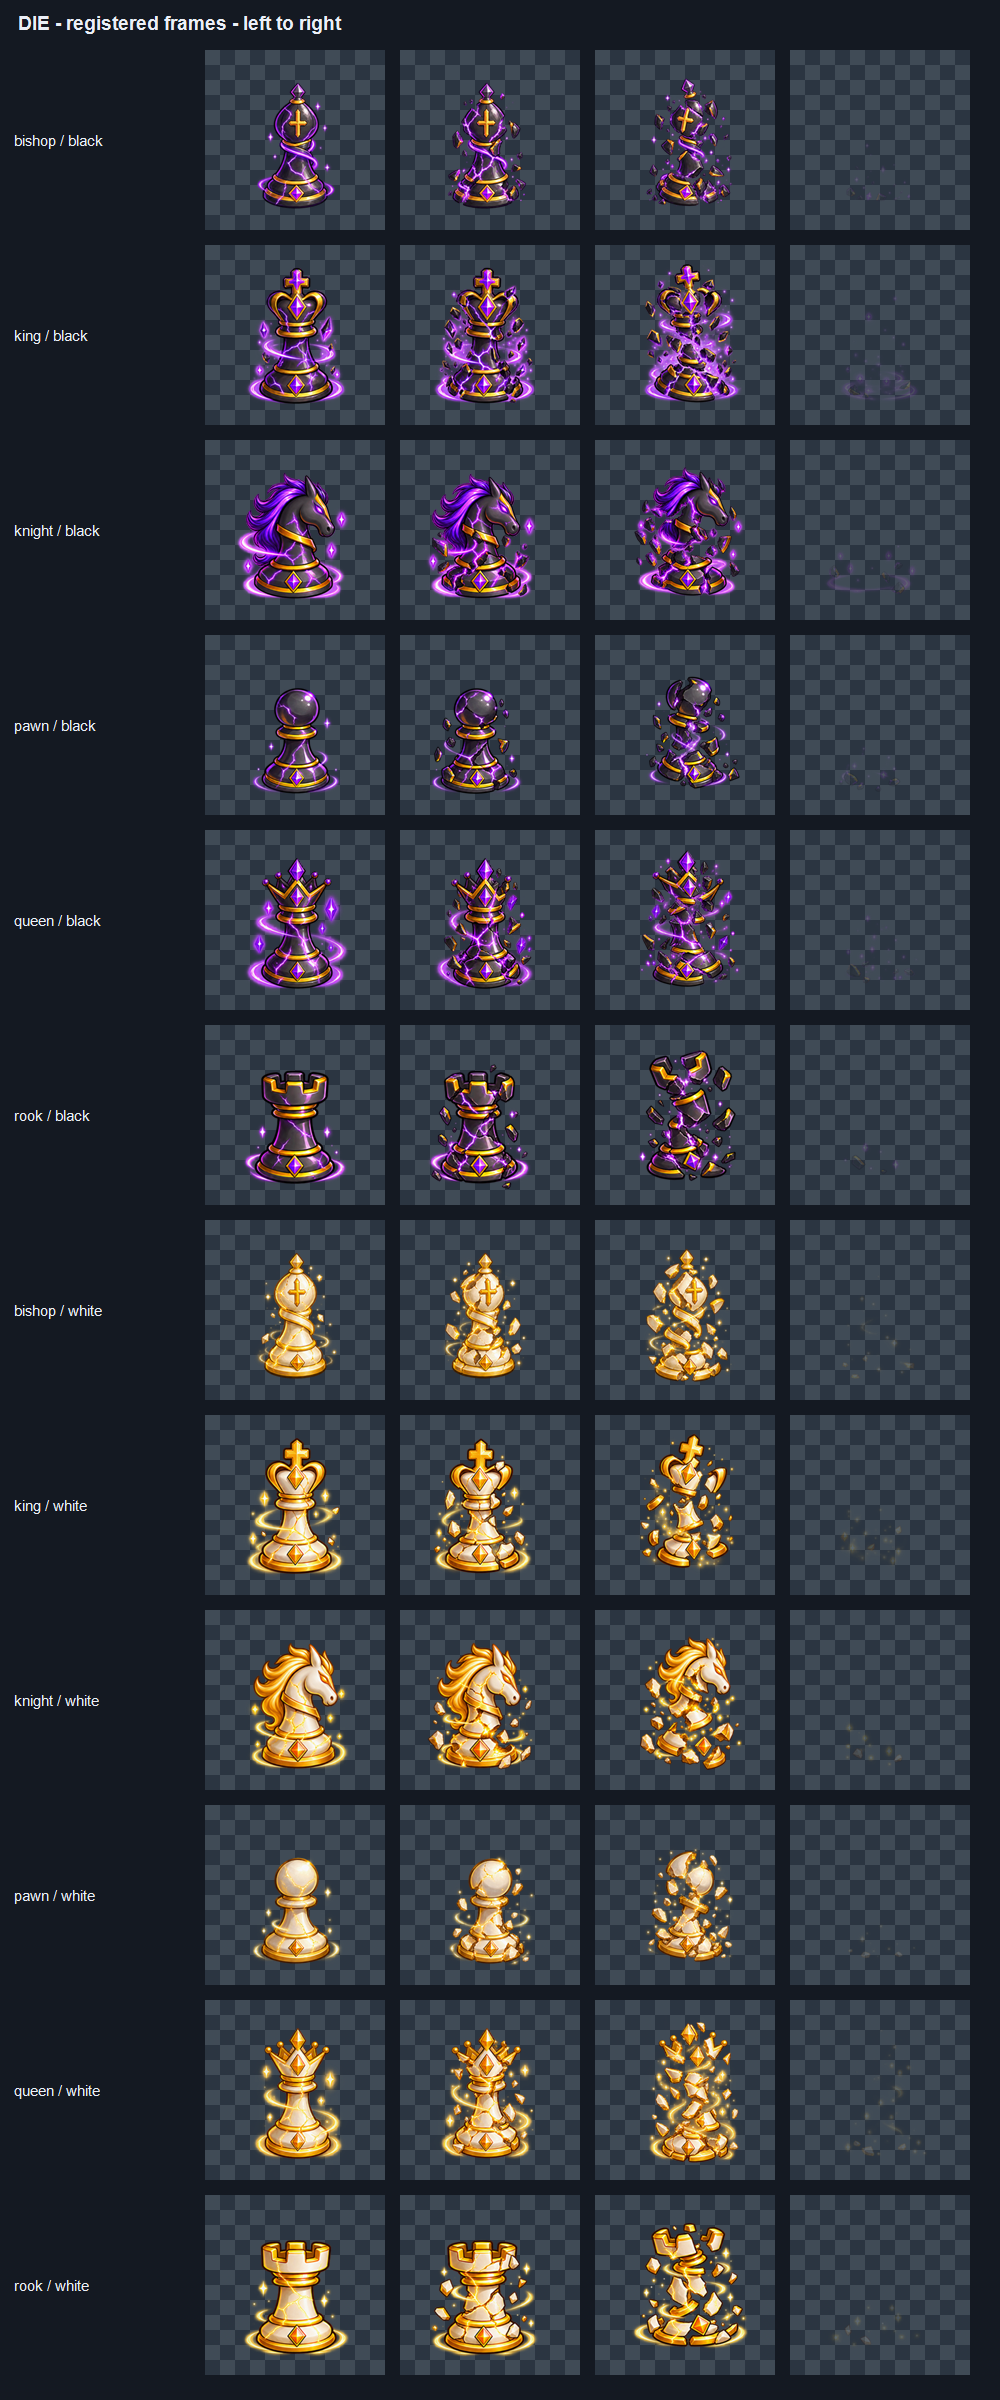 DIE - registered frames - left to right
bishop / black
king / black
knight / black
pawn / black
queen / black
rook / black
bishop / white
king / white
knight / white
pawn / white
queen / white
rook / white